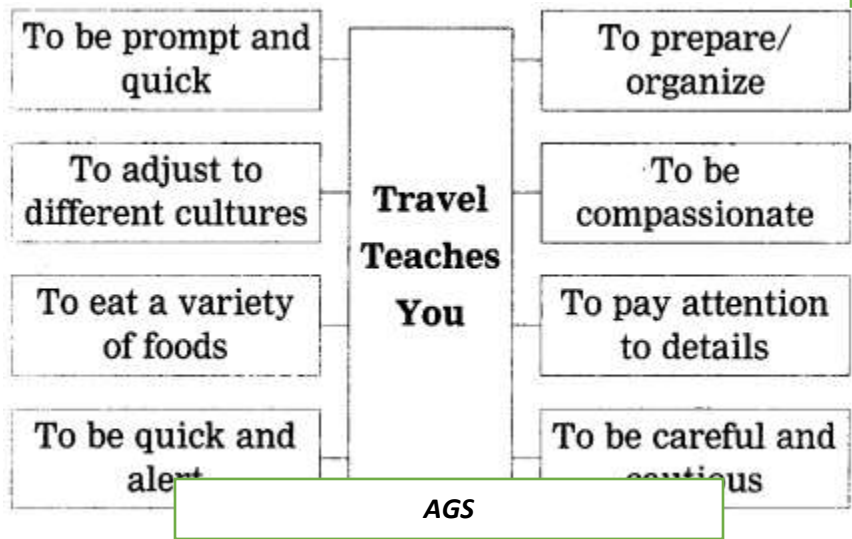 To be prompt and
quick
To adjust to
different cultures
To eat a variety
of foods
To be quick and
alert
Travel
Teaches
You
To prepare/
organize
To be
compassionate
To pay attention
to details
To be careful and
cautious
AGS